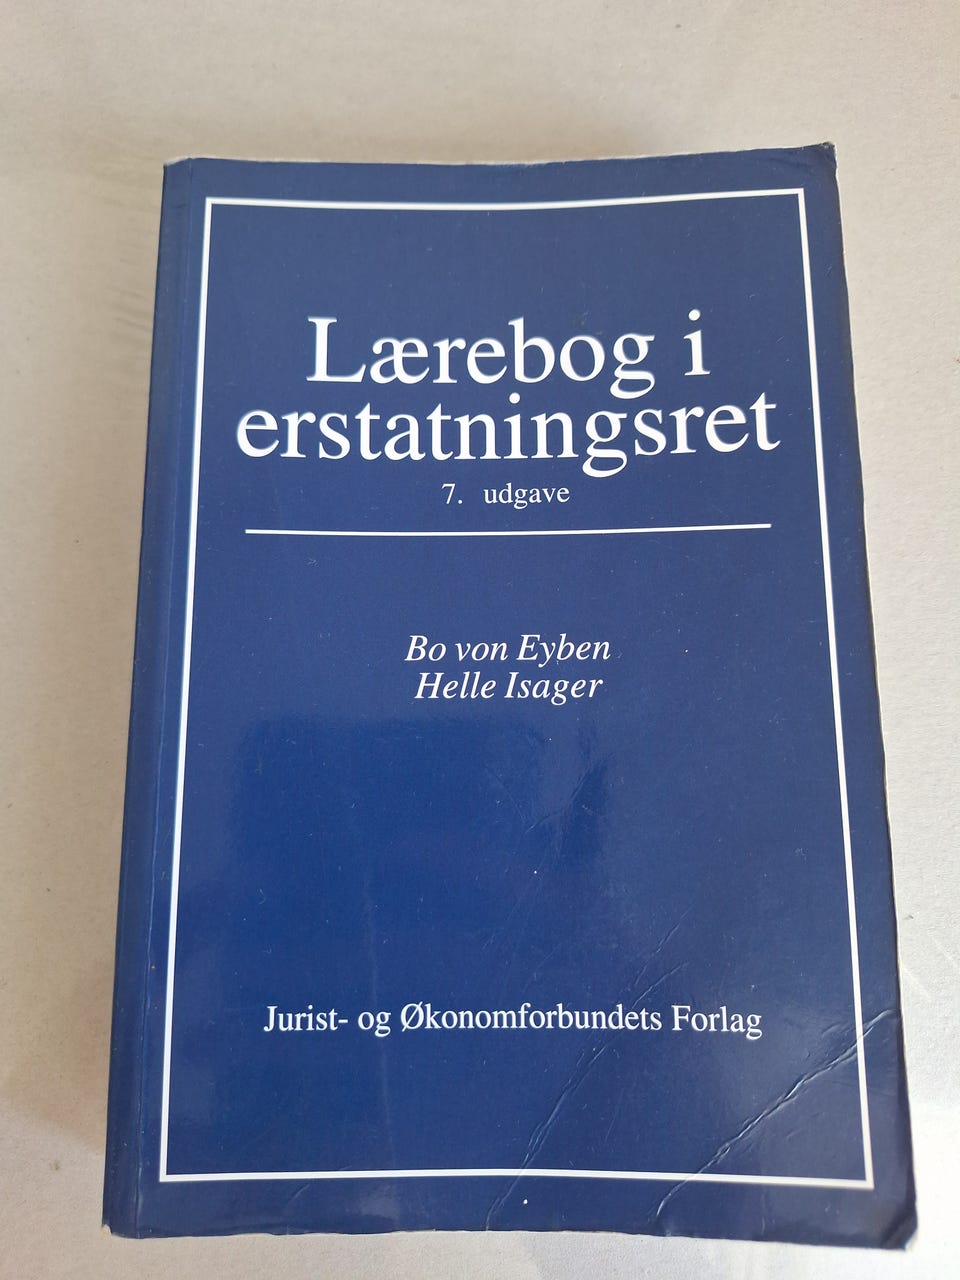 Lærebog i
erstatningsret
7. udgave
Bo von Eyben
Helle Isager
Jurist- og Økonomforbundets Forlag